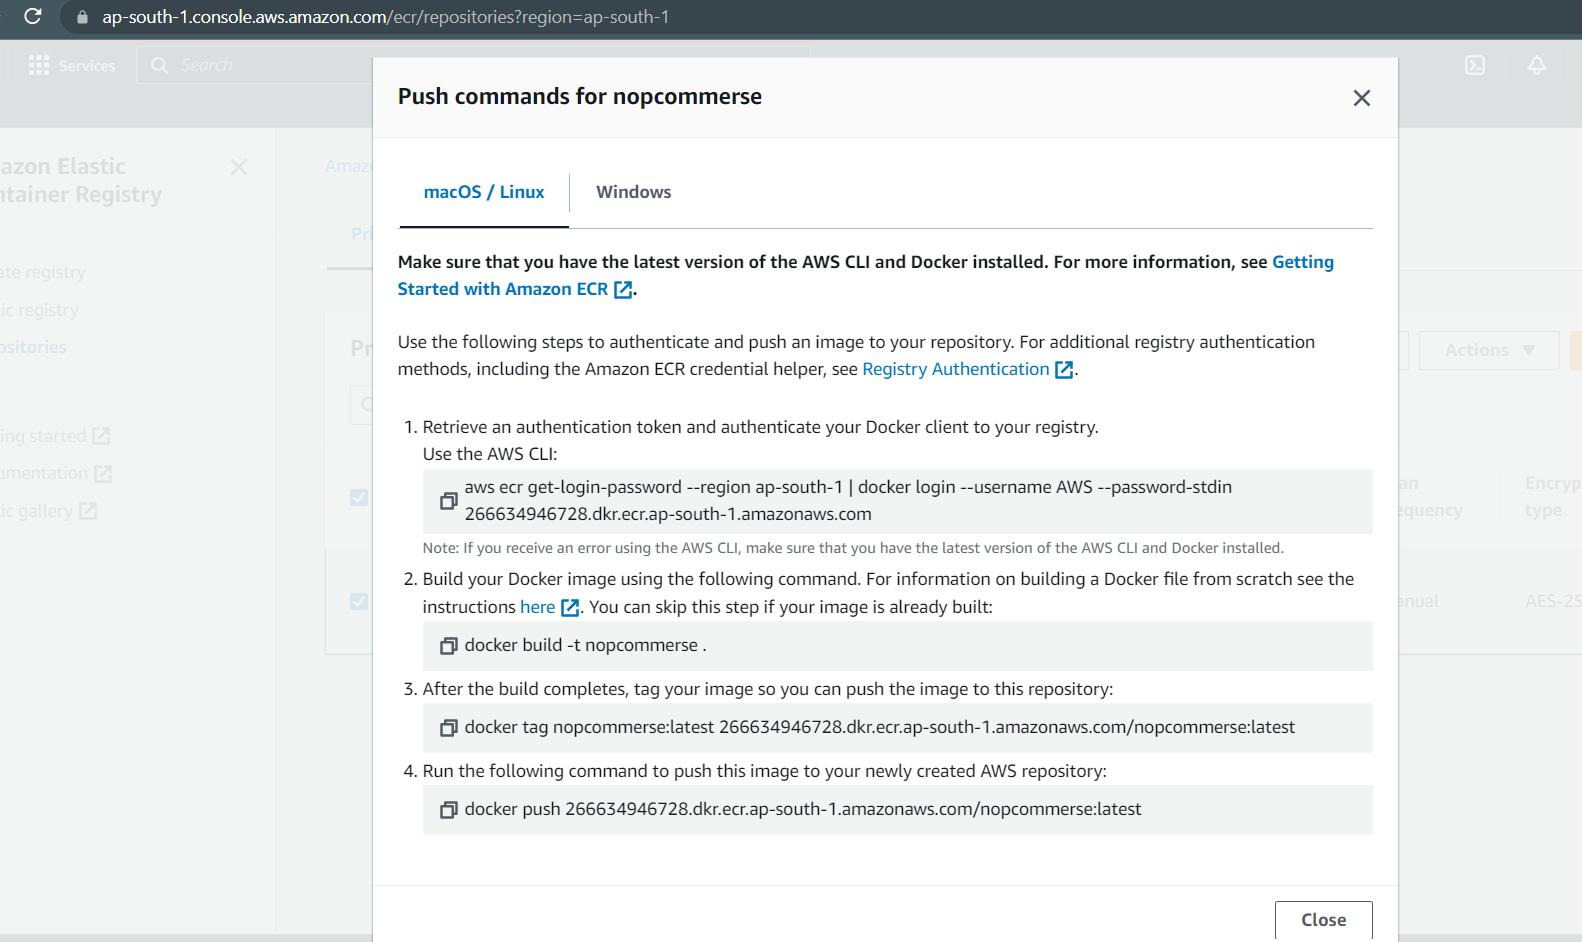 ap-south-1.console.aws.amazon.com/ecr/repositories?region=ap-south-1
Services
Search
Push commands for nopcommerse
azon Elastic
ntainer Registry
Amaz
macOS / Linux
Windows
Pri
Make sure that you have the latest version of the AWS CLI and Docker installed. For more information, see Getting
Started with Amazon ECR.
ate registry
ic registry
ositories
Use the following steps to authenticate and push an image to your repository. For additional registry authentication
methods, including the Amazon ECR credential helper, see Registry Authentication.
Pr
Actions
1. Retrieve an authentication token and authenticate your Docker client to your registry.
Use the AWS CLI:
ing started
umentation
ic gallery
aws ecr get-login-password --region ap-south-1 | docker login --username AWS --password-stdin
266634946728.dkr.ecr.ap-south-1.amazonaws.com
an
equency
Encryp
type
Note: If you receive an error using the AWS CLI, make sure that you have the latest version of the AWS CLI and Docker installed.
2. Build your Docker image using the following command. For information on building a Docker file from scratch see the
instructions here. You can skip this step if your image is already built:
anual
AES-25
docker build -t nopcommerse .
3. After the build completes, tag your image so you can push the image to this repository:
docker tag nopcommerse:latest 266634946728.dkr.ecr.ap-south-1.amazonaws.com/nopcommerse:latest
4. Run the following command to push this image to your newly created AWS repository:
docker push 266634946728.dkr.ecr.ap-south-1.amazonaws.com/nopcommerse:latest
Close